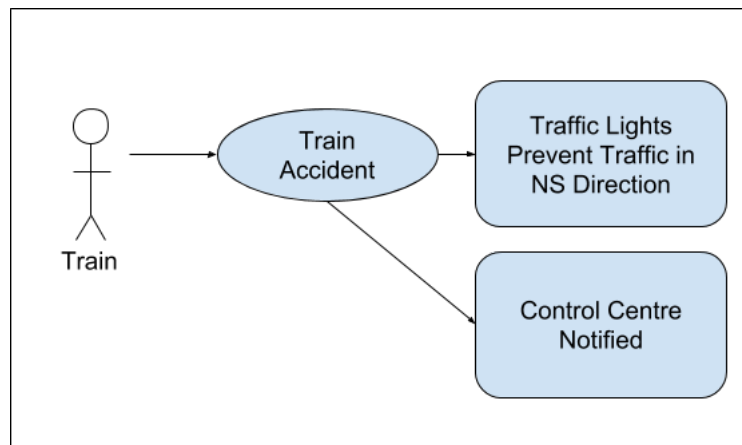 Train
Train
Accident
Traffic Lights
Prevent Traffic in
NS Direction
Control Centre
Notified